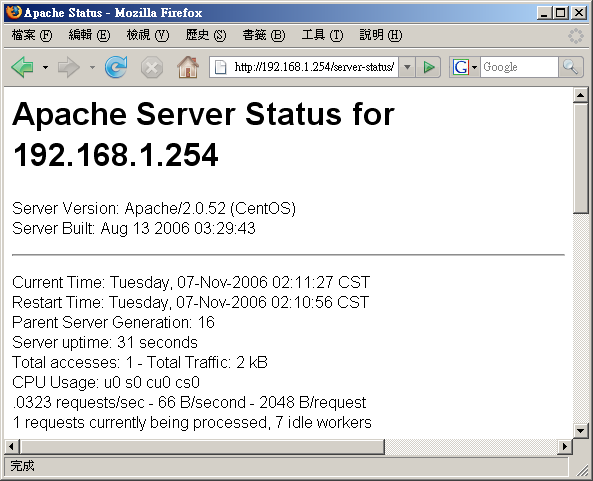 Apache Status - Mozilla Firefox
檔案 (F) 編輯 (E) 檢視 (V) 歷史 (S) 書籤 (B) 工具 (T) 說明 (H)
http://192.168.1.254/server-status/ G Google
Apache Server Status for
192.168.1.254
Server Version: Apache/2.0.52 (CentOS)
Server Built: Aug 13 2006 03:29:43
Current Time: Tuesday, 07-Nov-2006 02:11:27 CST
Restart Time: Tuesday, 07-Nov-2006 02:10:56 CST
Parent Server Generation: 16
Server uptime: 31 seconds
Total accesses: 1 - Total Traffic: 2 kB
CPU Usage: u0 s0 cu0 cs0
.0323 requests/sec - 66 B/second - 2048 B/request
1 requests currently being processed, 7 idle workers
完成